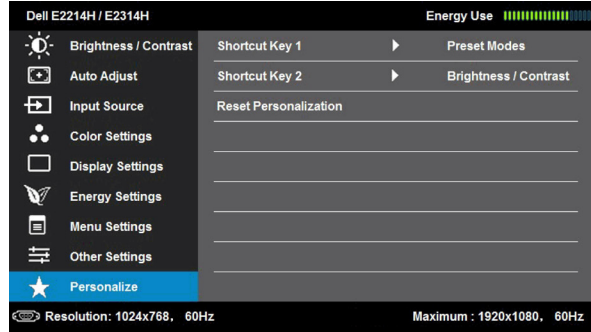 Dell E2214H / E2314H Energy Use
Brightness / Contrast Shortcut Key 1 Preset Modes
Auto Adjust Shortcut Key 2 Brightness / Contrast
Input Source Reset Personalization
Color Settings
Display Settings
Energy Settings
Menu Settings
Other Settings
Personalize
Resolution: 1024x768, 60Hz Maximum : 1920x1080, 60Hz